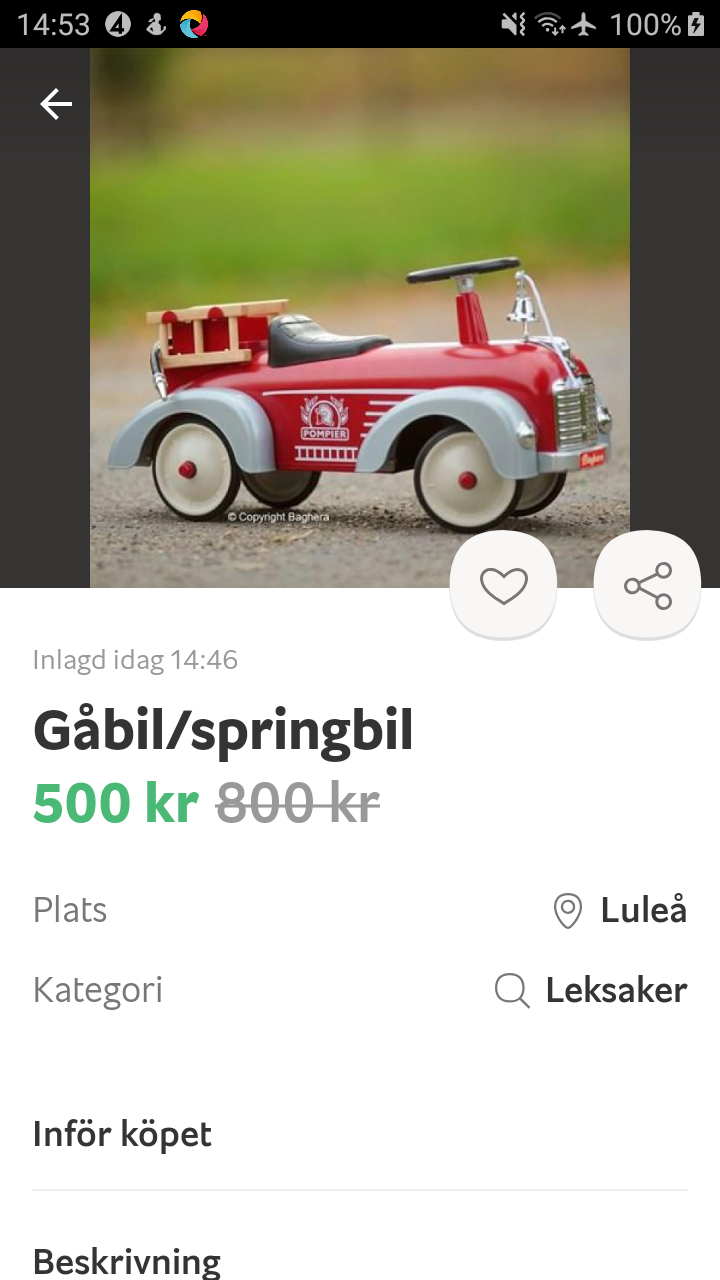 14:53
100%
POMPIER
Baghera
© Copyright Baghera
Inlagd idag 14:46
Gåbil/springbil
500 kr 800 kr
Plats
Luleå
Kategori
Leksaker
Inför köpet
Beskrivning